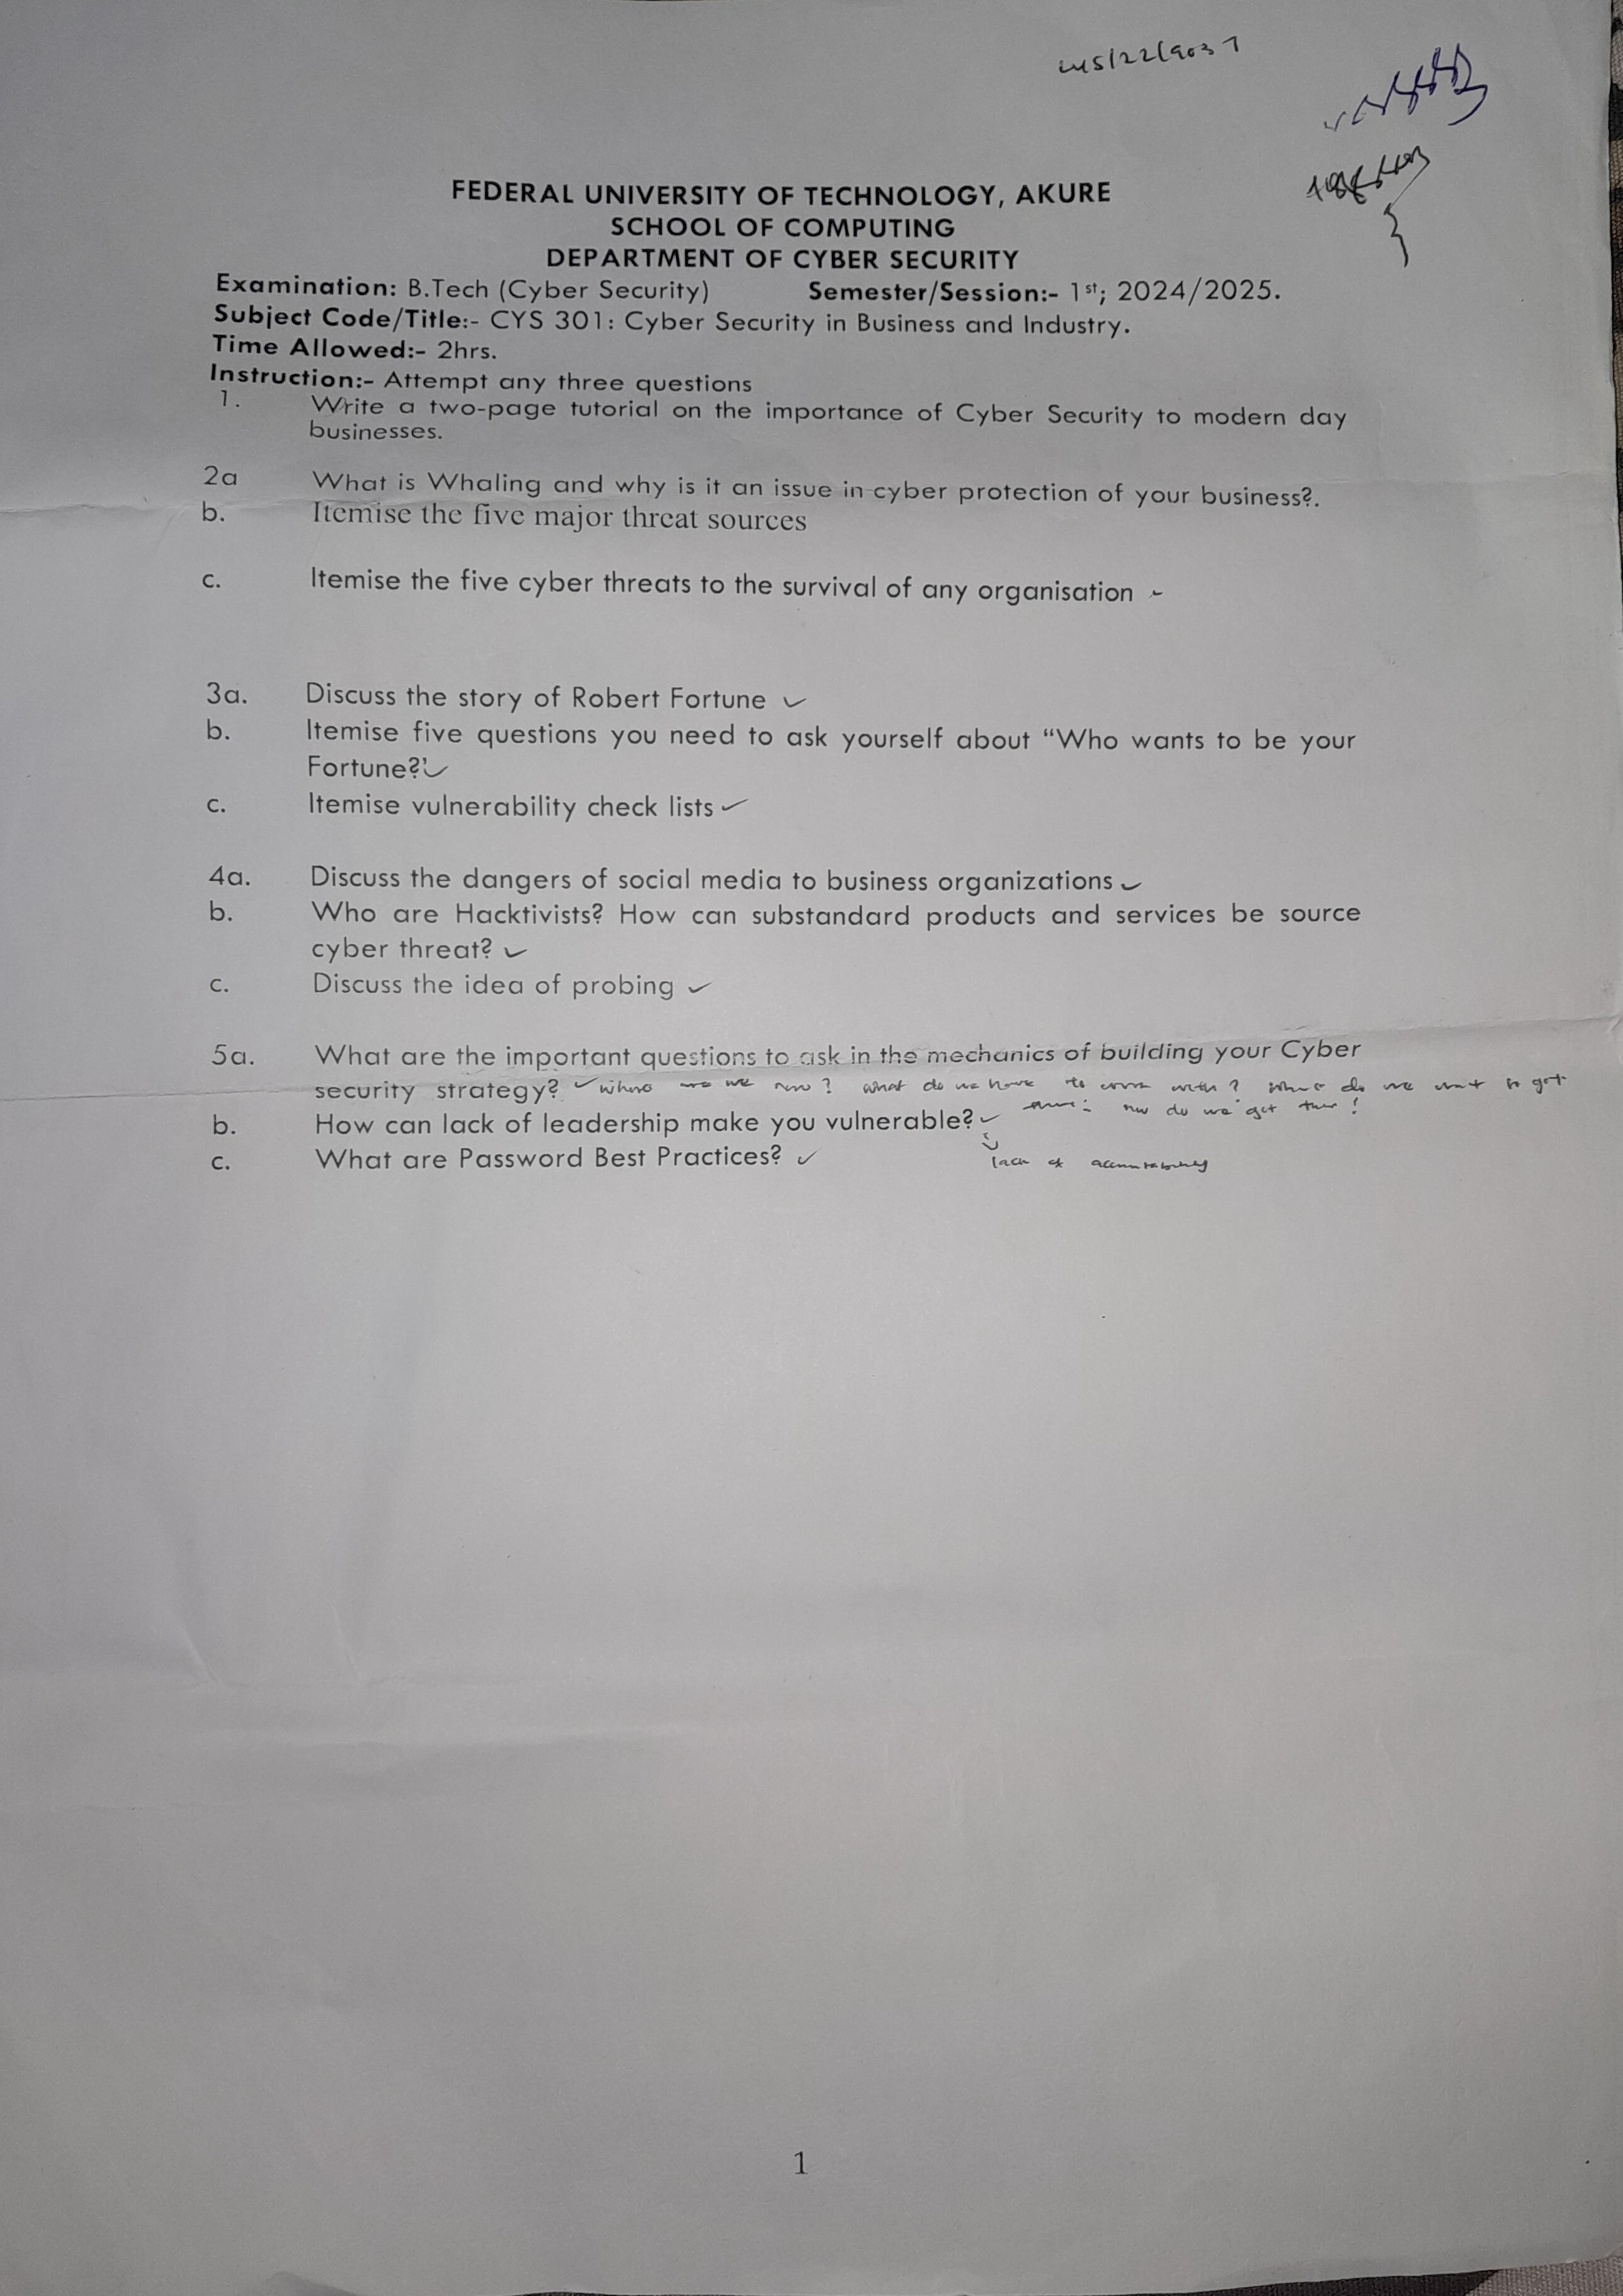 FEDERAL UNIVERSITY OF TECHNOLOGY, AKURE
SCHOOL OF COMPUTING
DEPARTMENT OF CYBER SECURITY
Examination: B.Tech (Cyber Security) Semester/Session:- 1st; 2024/2025.
Subject Code/Title:- CYS 301: Cyber Security in Business and Industry.
Time Allowed:- 2hrs.
Instruction:- Attempt any three questions
1. Write a two-page tutorial on the importance of Cyber Security to modern day
businesses.
2a What is Whaling and why is it an issue in cyber protection of your business?.
b. Itemise the five major threat sources
c. Itemise the five cyber threats to the survival of any organisation
3a. Discuss the story of Robert Fortune
b. Itemise five questions you need to ask yourself about "Who wants to be your
Fortune?'
c. Itemise vulnerability check lists
4a. Discuss the dangers of social media to business organizations
b. Who are Hacktivists? How can substandard products and services be source
cyber threat?
c. Discuss the idea of probing
5a. What are the important questions to ask in the mechanics of building your Cyber
security strategy? where are we now? what do we have to work with? where do we want to get
how do we get there!
b. How can lack of leadership make you vulnerable?
c. What are Password Best Practices? lack of accountability
1